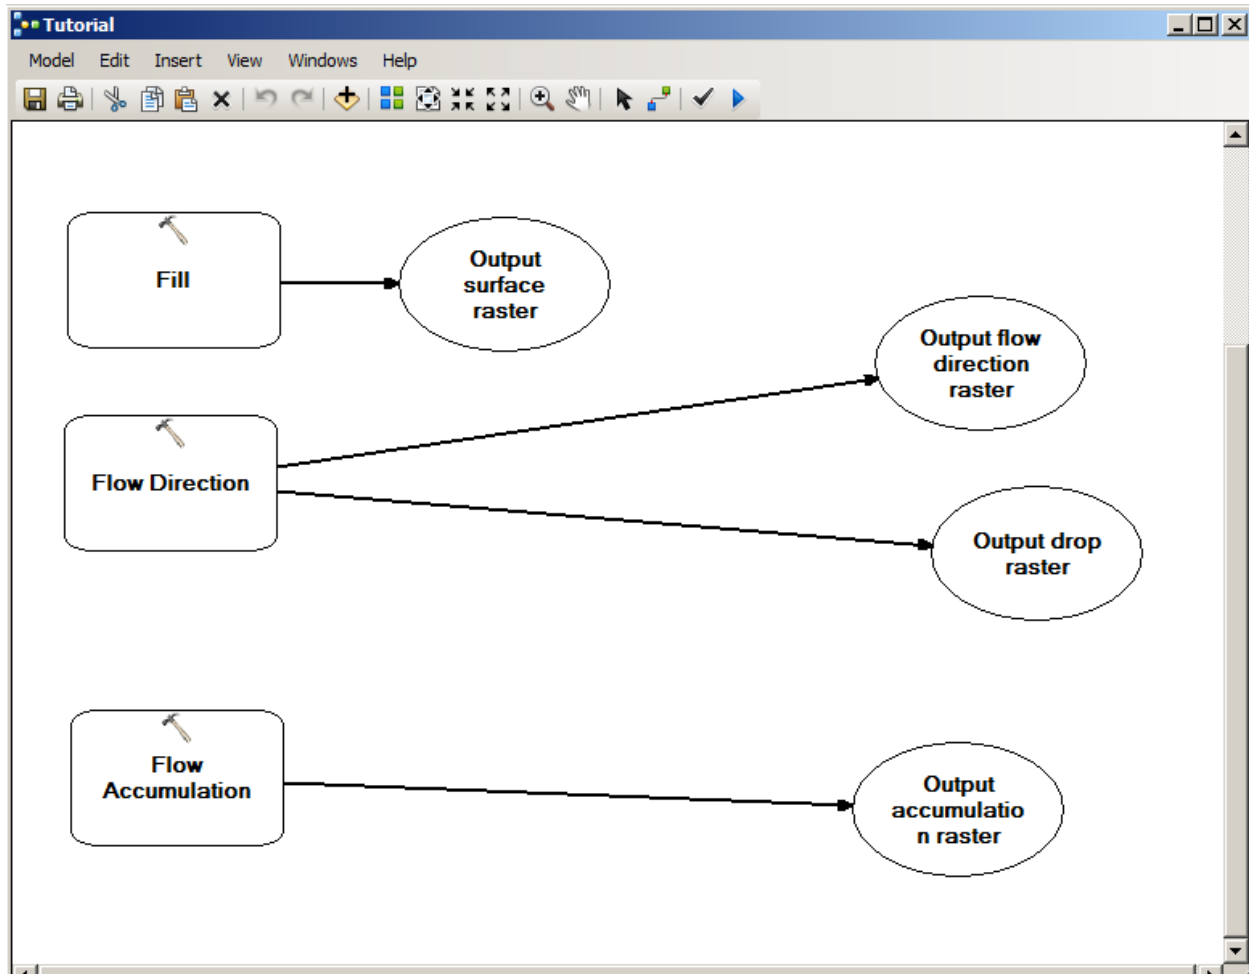 Tutorial
Model Edit Insert View Windows Help
Fill
Output
surface
raster
Output flow
direction
raster
Flow Direction
Output drop
raster
Flow
Accumulation
Output
accumulatio
n raster